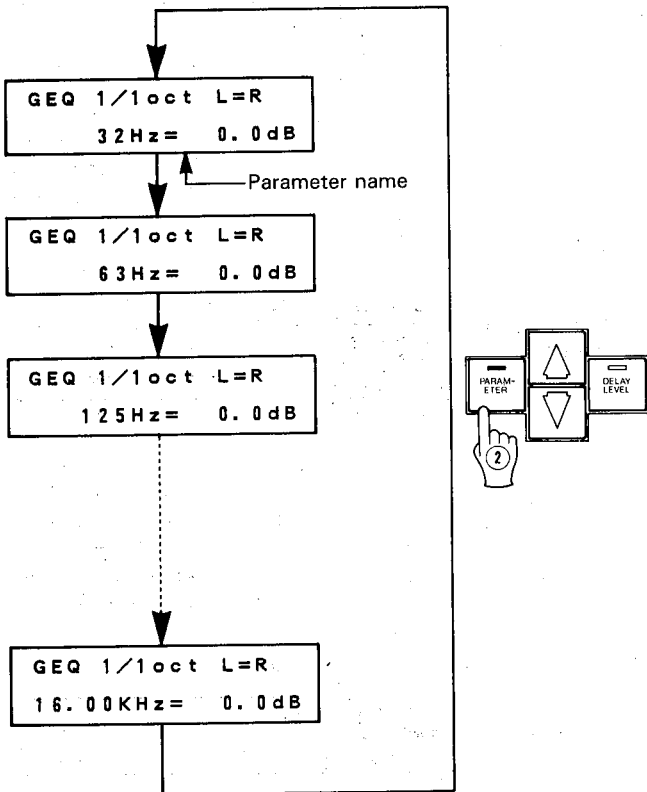 GEQ 1/1oct L=R
32Hz= 0.0dB
Parameter name
GEQ 1/1oct L=R
63Hz= 0.0dB
GEQ 1/1oct L=R
125Hz= 0.0dB
GEQ 1/1oct L=R
16.00KHz= 0.0dB
PARAM-
ETER
DELAY
LEVEL
2